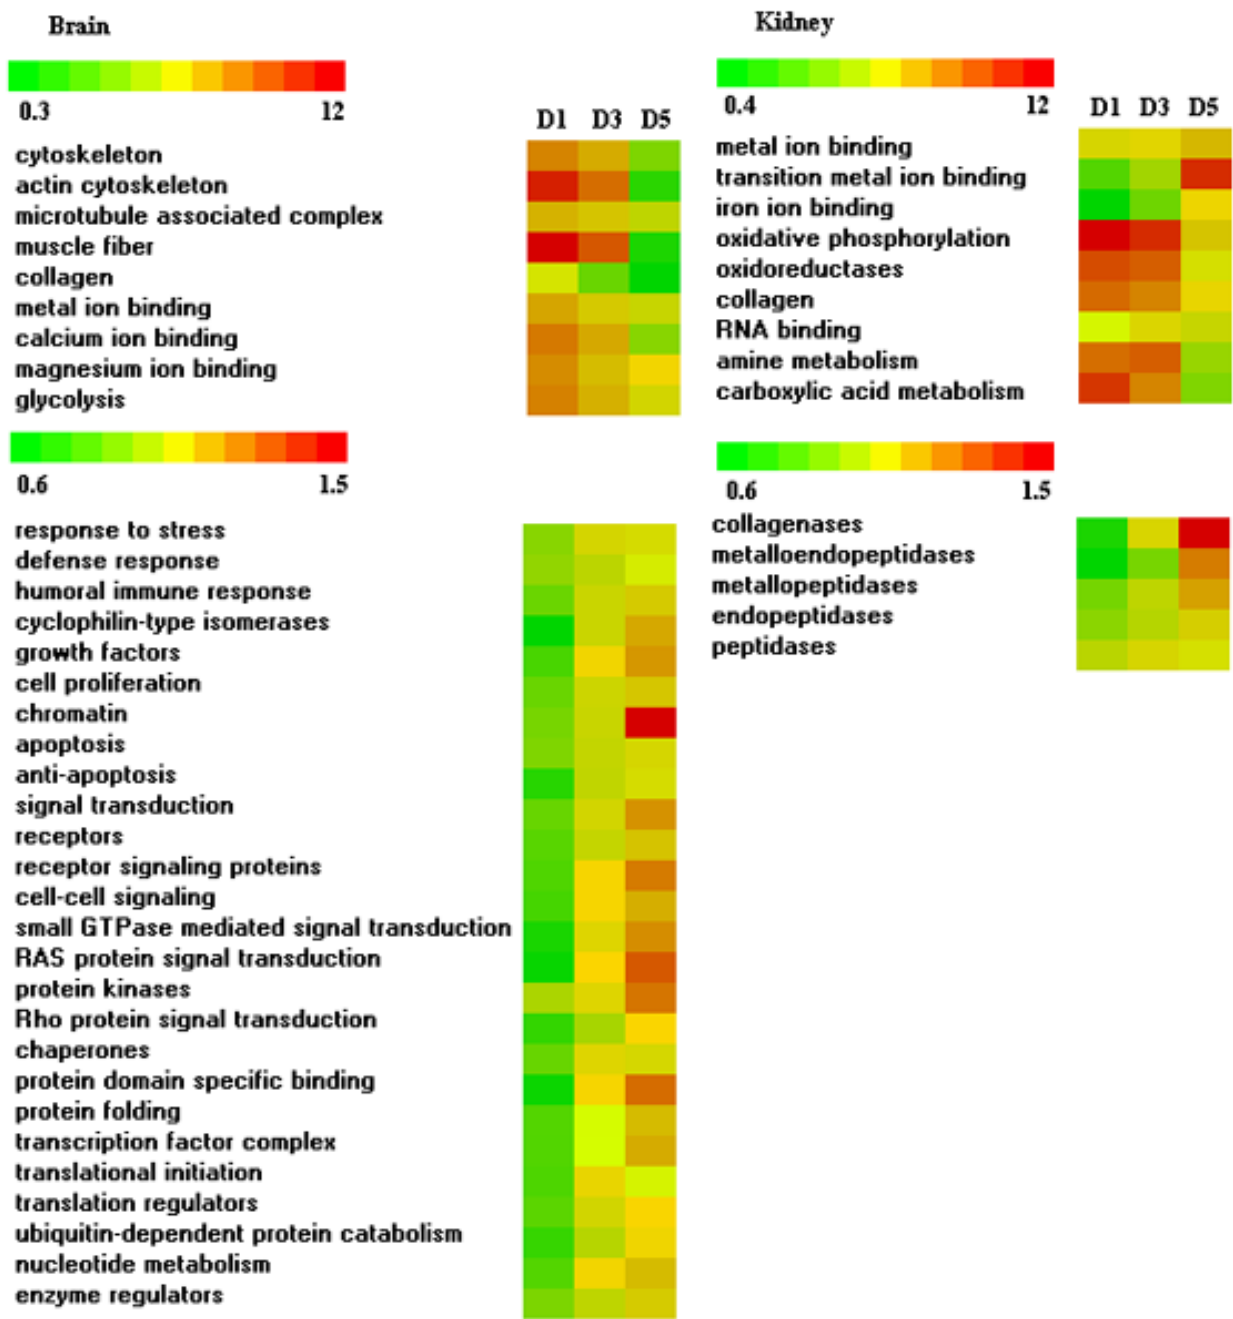 Brain
0.3 12
D1 D3 D5
cytoskeleton
actin cytoskeleton
microtubule associated complex
muscle fiber
collagen
metal ion binding
calcium ion binding
magnesium ion binding
glycolysis
0.6 1.5
response to stress
defense response
humoral immune response
cyclophilin-type isomerases
growth factors
cell proliferation
chromatin
apoptosis
anti-apoptosis
signal transduction
receptors
receptor signaling proteins
cell-cell signaling
small GTPase mediated signal transduction
RAS protein signal transduction
protein kinases
Rho protein signal transduction
chaperones
protein domain specific binding
protein folding
transcription factor complex
translational initiation
translation regulators
ubiquitin-dependent protein catabolism
nucleotide metabolism
enzyme regulators
Kidney
0.4 12
D1 D3 D5
metal ion binding
transition metal ion binding
iron ion binding
oxidative phosphorylation
oxidoreductases
collagen
RNA binding
amine metabolism
carboxylic acid metabolism
0.6 1.5
collagenases
metalloendopeptidases
metallopeptidases
endopeptidases
peptidases